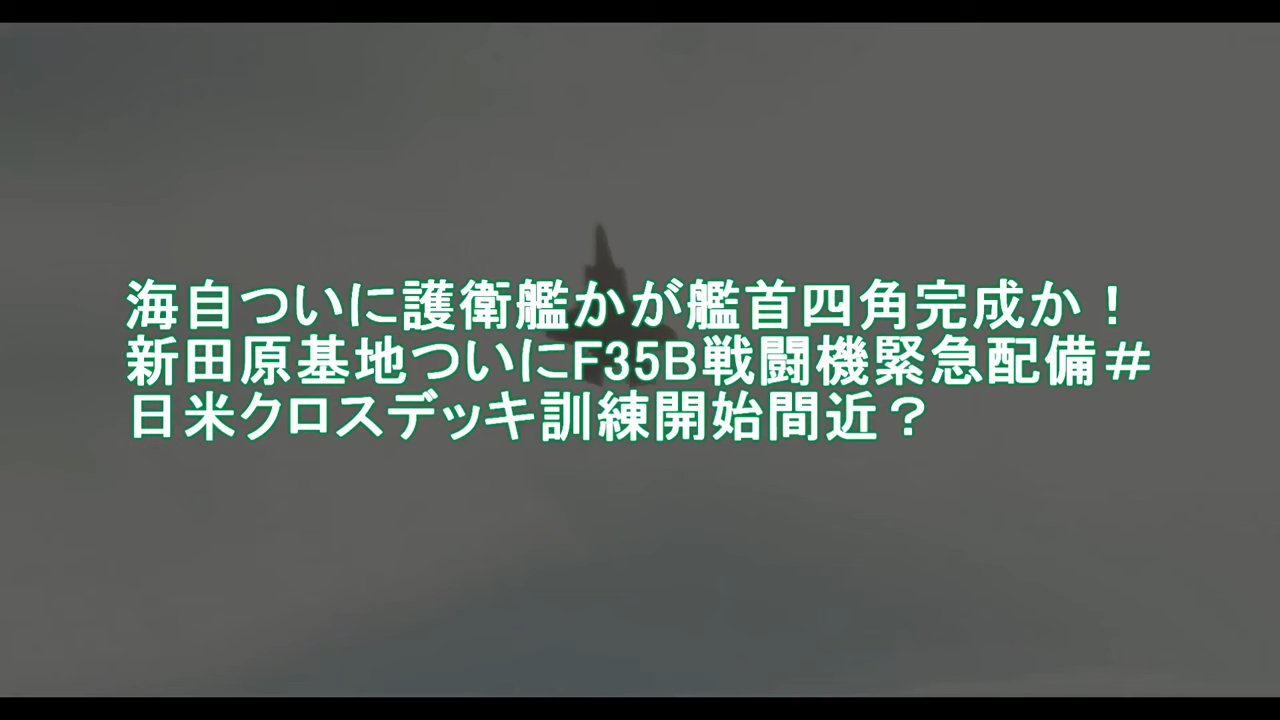 海自ついに護衛艦かが艦首四角完成か！
新田原基地ついにF35B戦闘機緊急配備＃
日米クロスデッキ訓練開始間近？